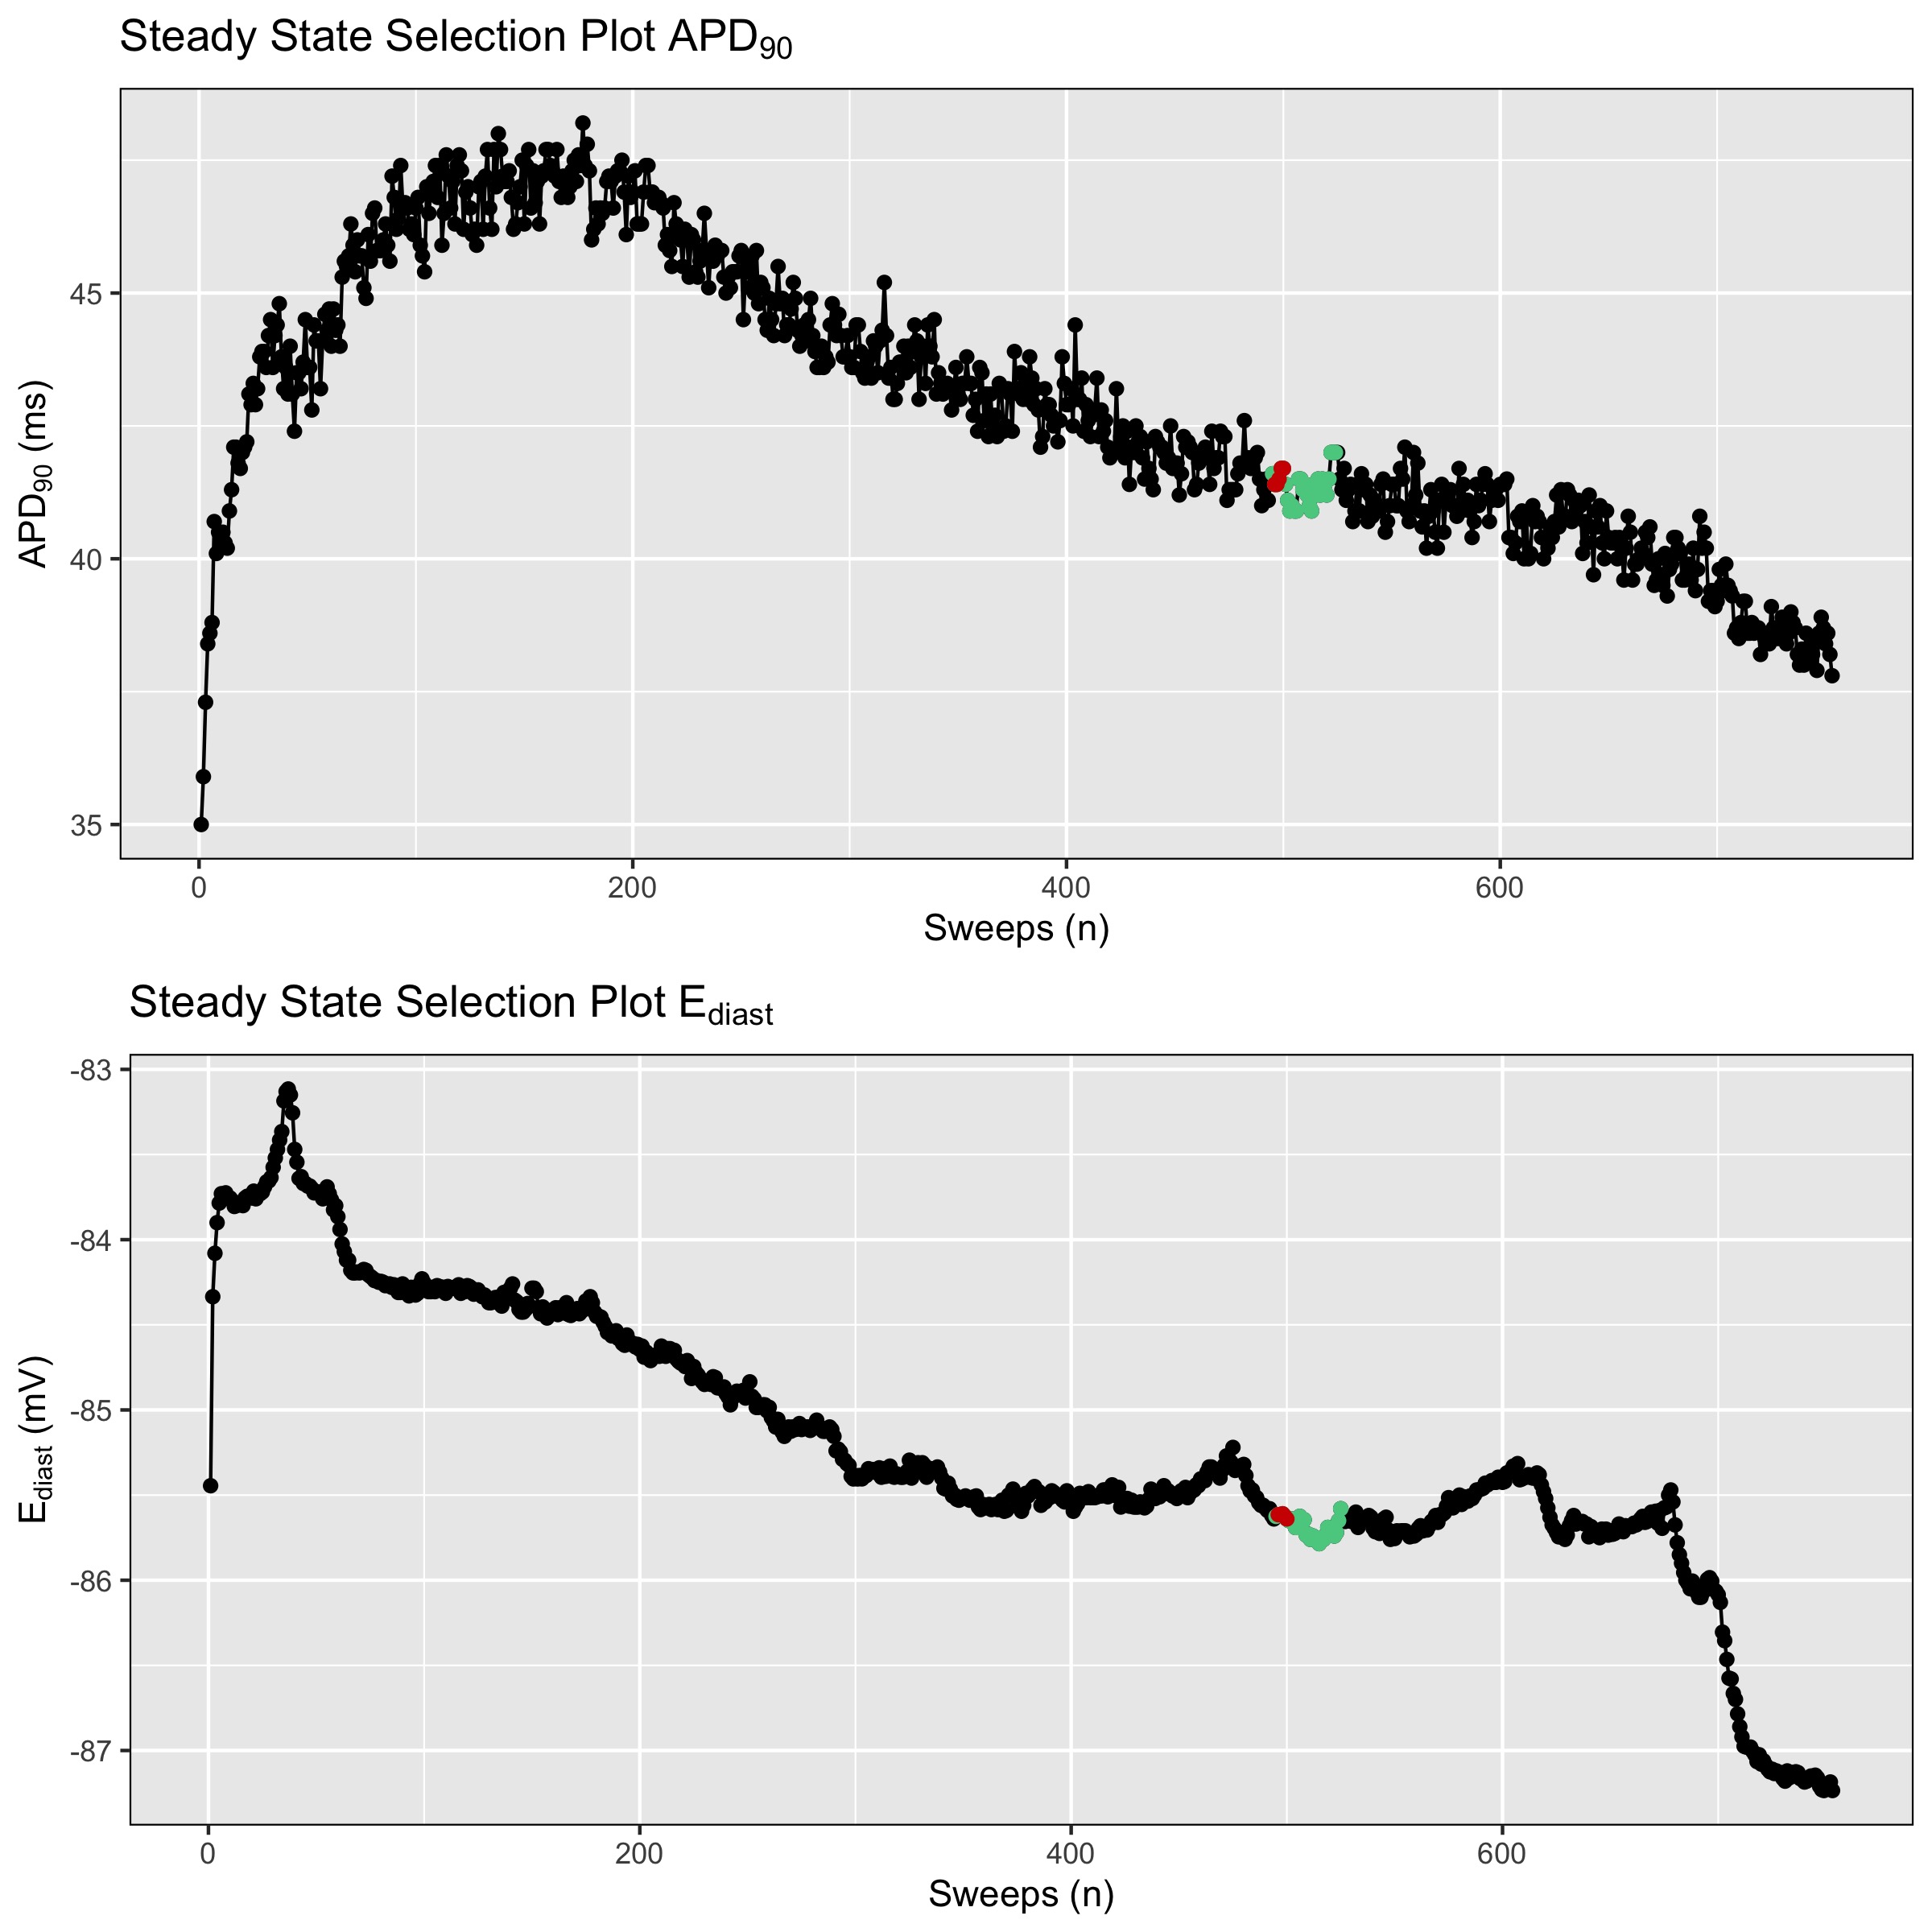 Steady State Selection Plot APD90
45
40
35
APD90 (ms)
0 200 400 600
Sweeps (n)
Steady State Selection Plot Ediast
-83
-84
-85
-86
-87
Ediast (mV)
0 200 400 600
Sweeps (n)